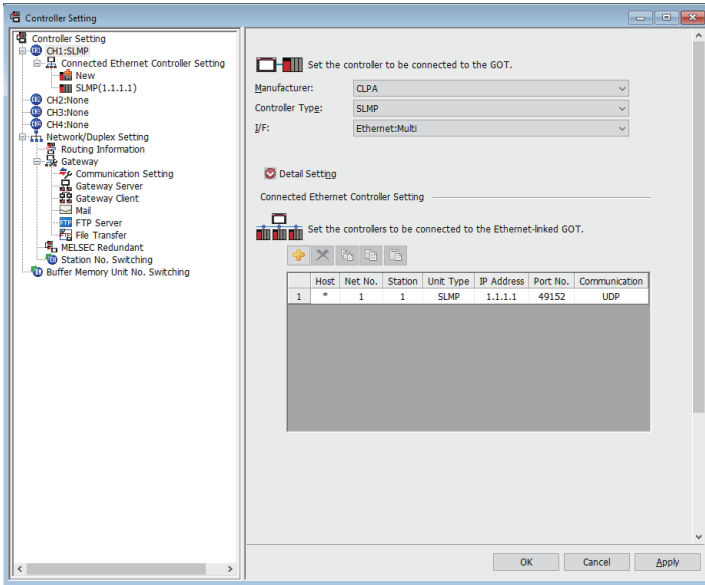 Controller Setting
Controller Setting
CH1:SLMP
Connected Ethernet Controller Setting
New
SLMP(1.1.1.1)
CH2:None
CH3:None
CH4:None
Network/Duplex Setting
Routing Information
Gateway
Communication Setting
Gateway Server
Gateway Client
Mail
FTP Server
File Transfer
MELSEC Redundant
Station No. Switching
Buffer Memory Unit No. Switching
Set the controller to be connected to the GOT.
Manufacturer: CLPA
Controller Type: SLMP
I/F: Ethernet:Multi
Detail Setting
Connected Ethernet Controller Setting
Set the controllers to be connected to the Ethernet-linked GOT.
Host Net No. Station Unit Type IP Address Port No. Communication
1 * 1 1 SLMP 1.1.1.1 49152 UDP
OK Cancel Apply